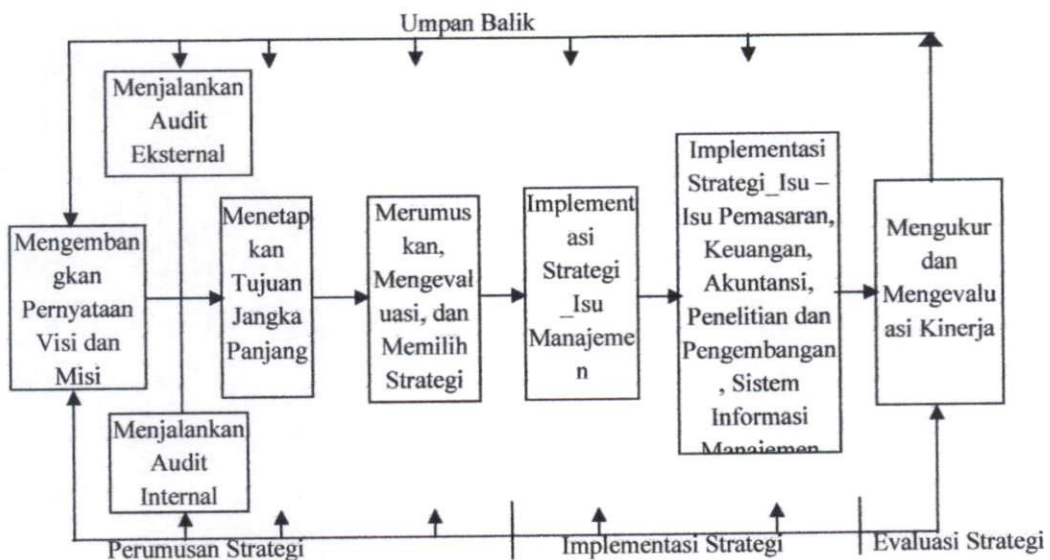 Umpan Balik
Menjalankan
Audit
Eksternal
Mengemban
gkan
Pernyataan
Visi dan
Misi
Menjalankan
Audit
Internal
Menetap
kan
Tujuan
Jangka
Panjang
Merumus
kan,
Mengeval
uasi, dan
Memilih
Strategi
Implement
asi
Strategi
_Isu
Manajeme
n
Implementasi
Strategi_Isu –
Isu Pemasaran,
Keuangan,
Akuntansi,
Penelitian dan
Pengembangan
, Sistem
Informasi
Manajemen
Mengukur
dan
Mengevalu
asi Kinerja
Perumusan Strategi
Implementasi Strategi
Evaluasi Strategi